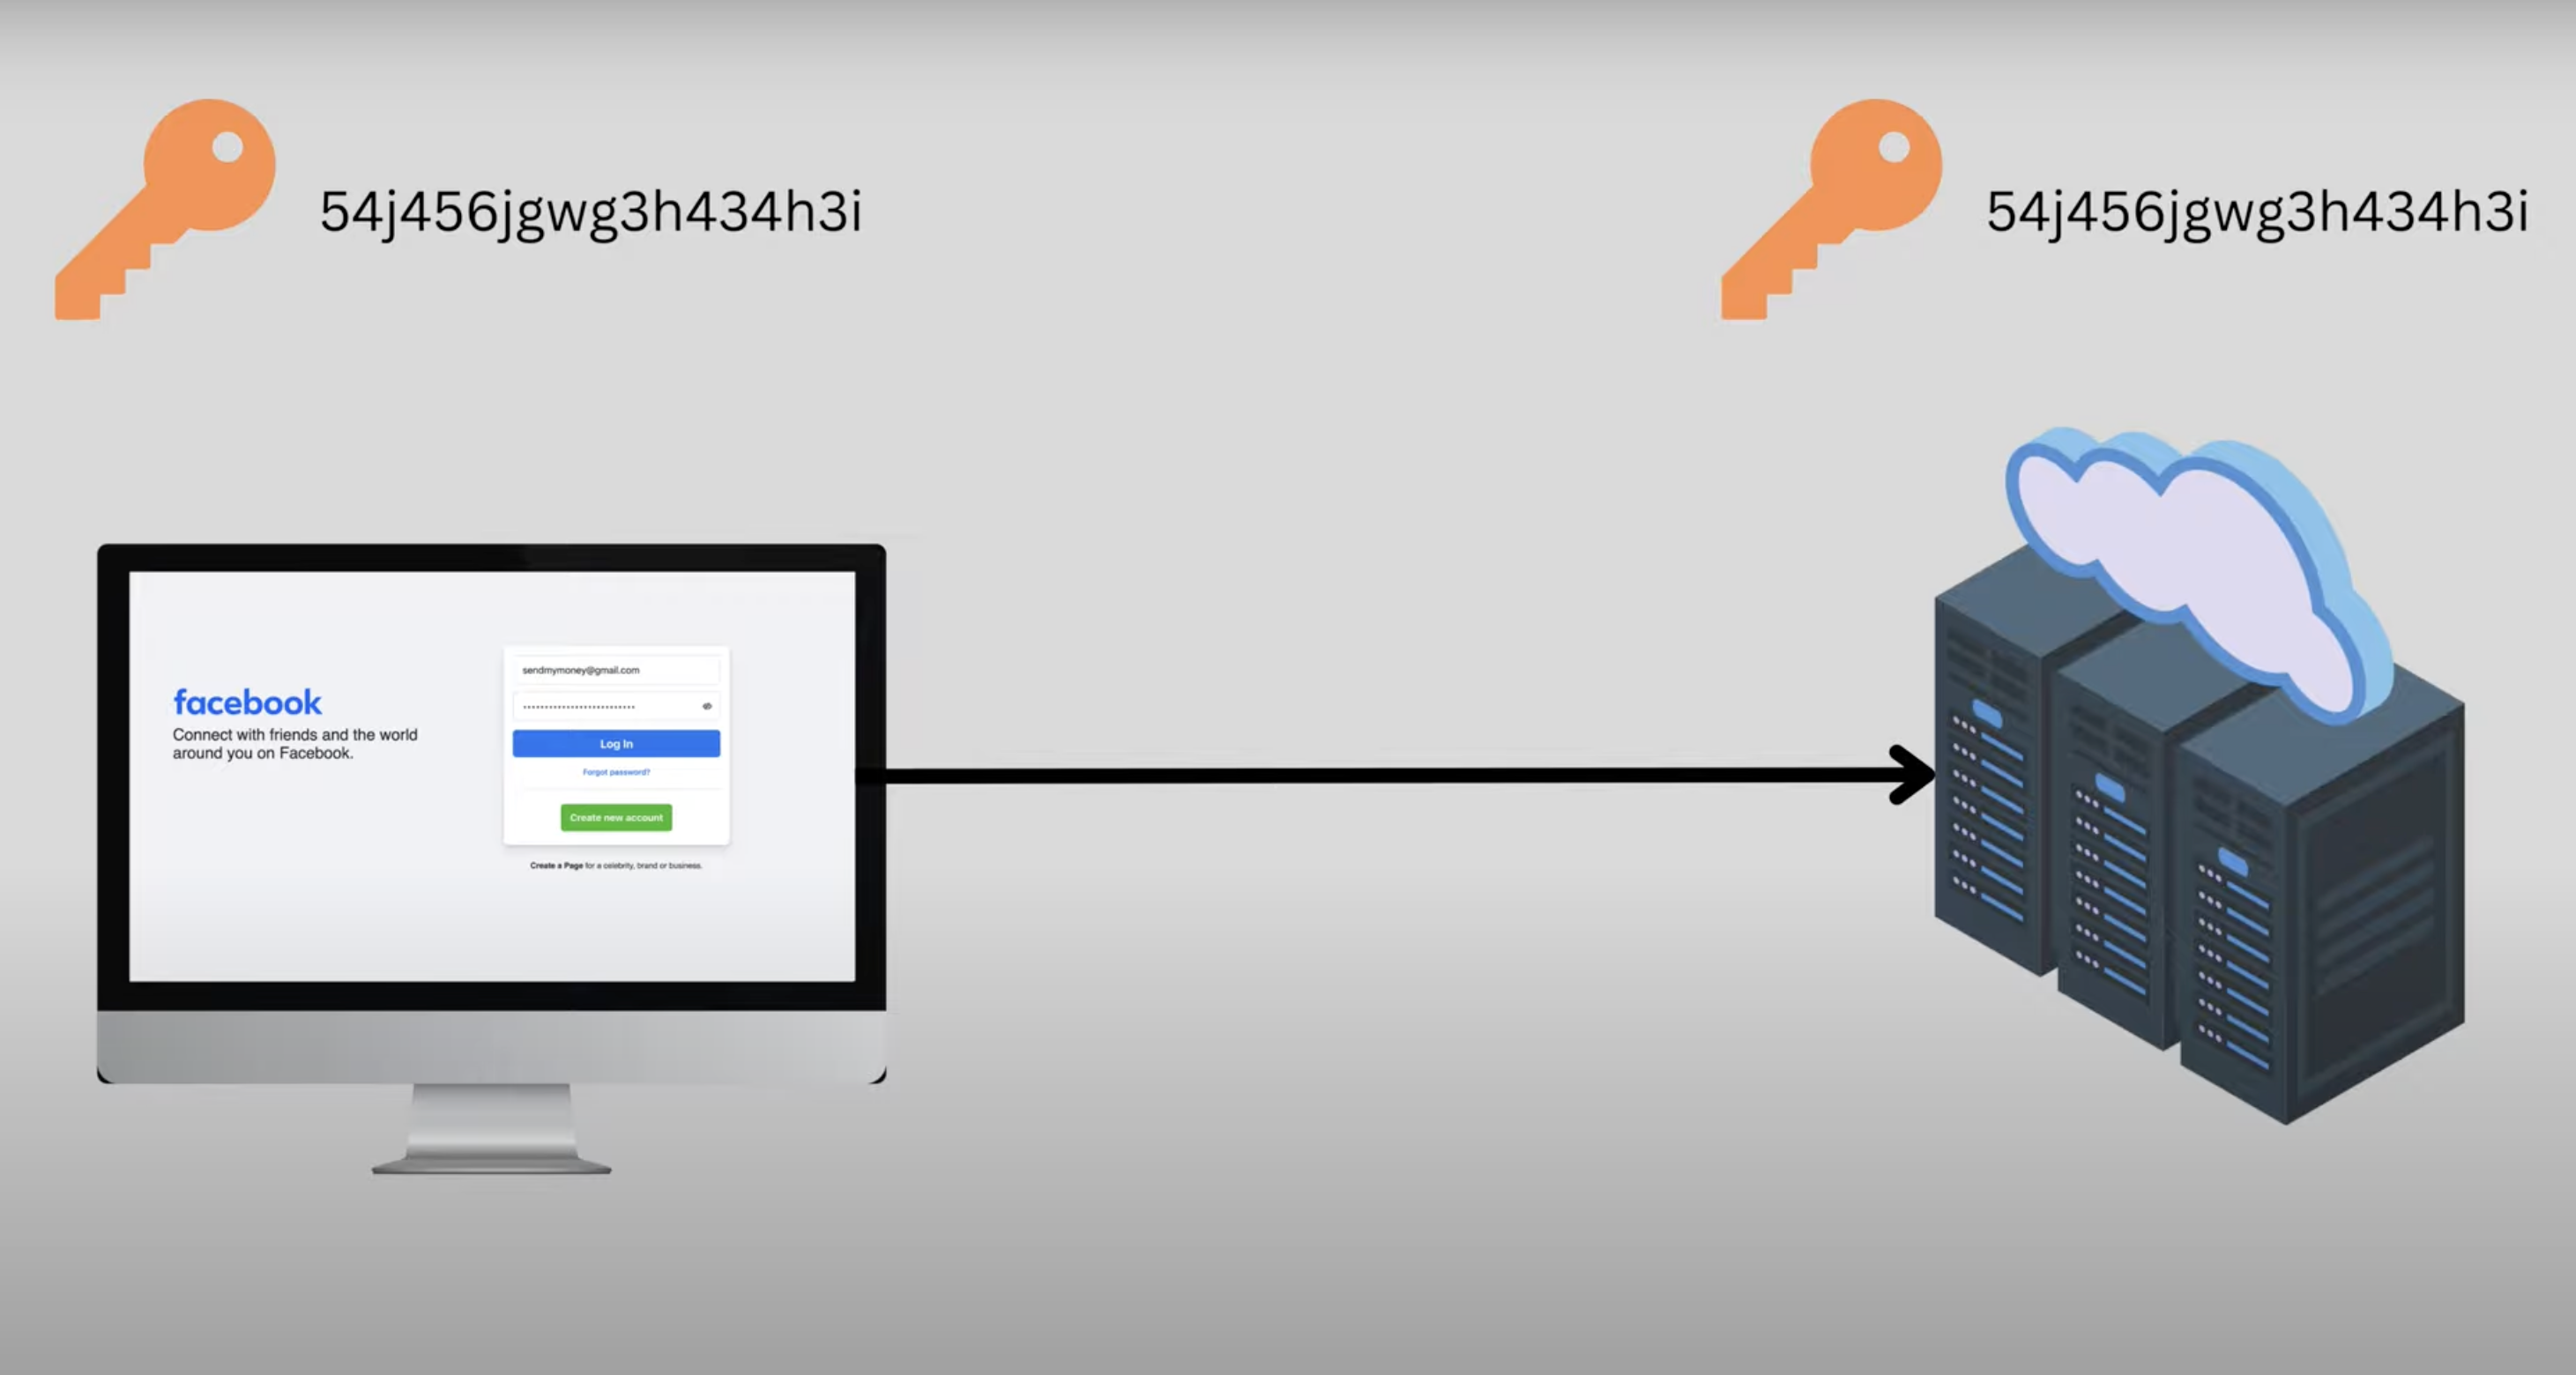 54j456jgwg3h434h3i
54j456jgwg3h434h3i
facebook
Connect with friends and the world
around you on Facebook.
sendmymoney@gmail.com
Log In
Forgot password?
Create new account
Create a Page for a celebrity, brand or business.